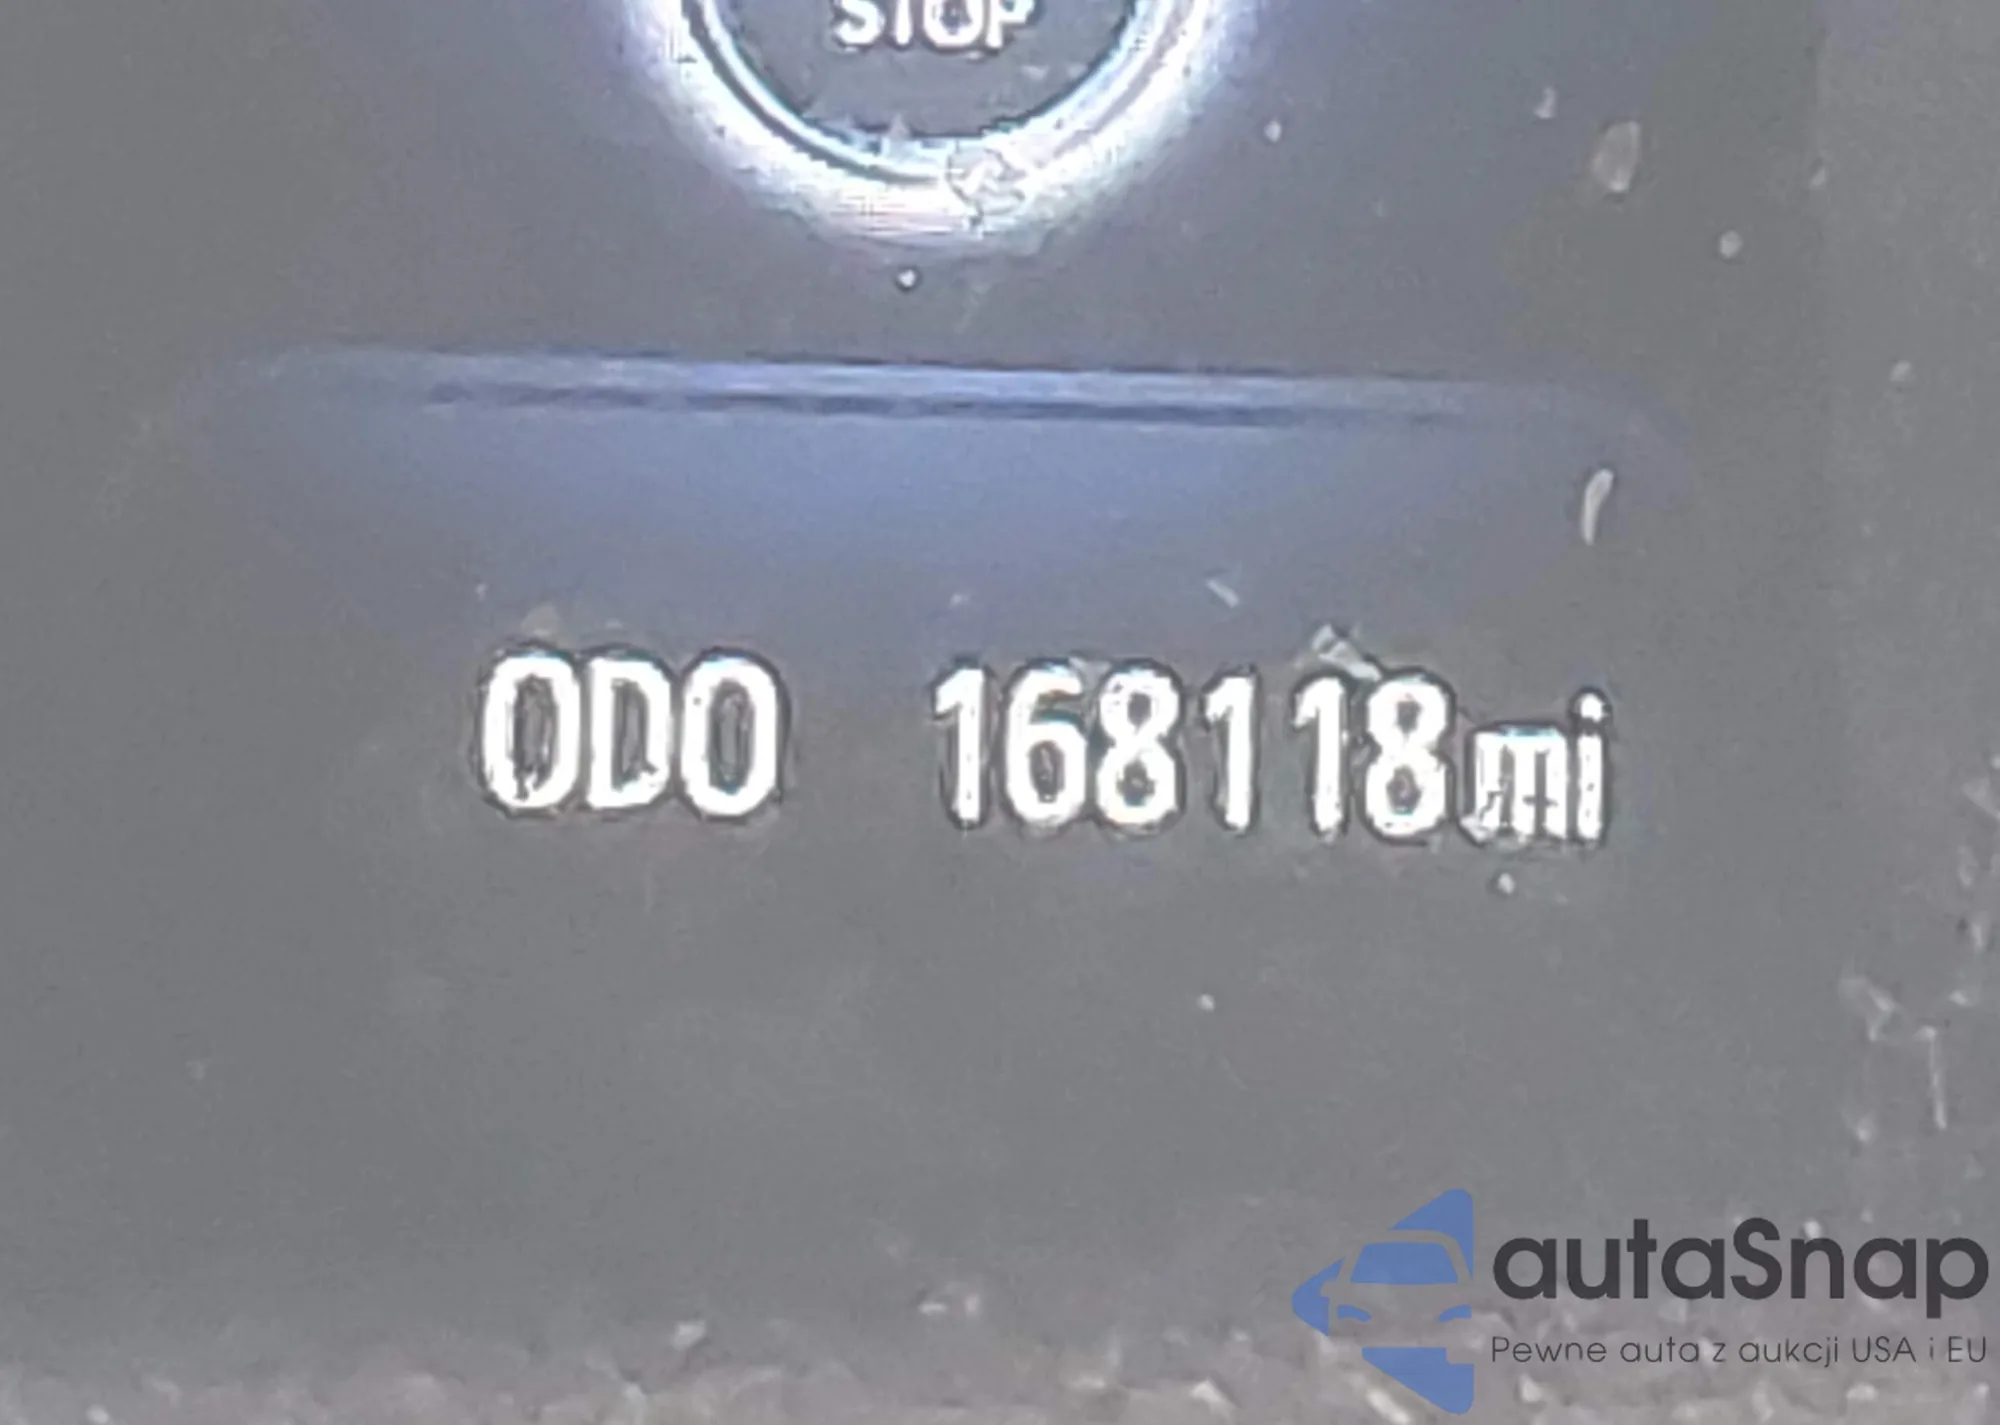 STOP
ODO 168118mi
autaSnap
Pewne auta z aukcji USA i EU